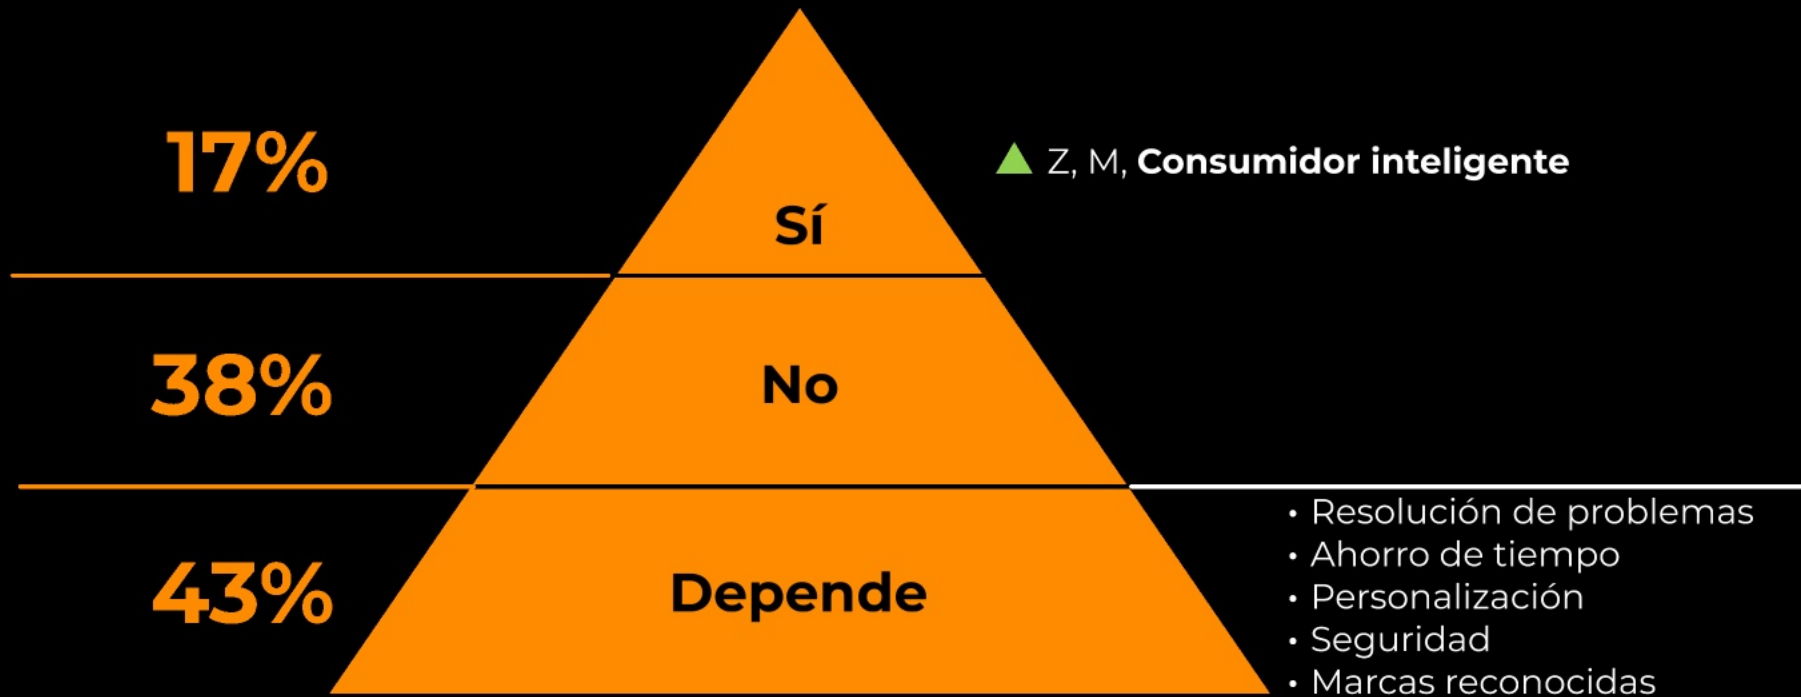 17%
Sí
Z, M, Consumidor inteligente
38%
No
43%
Depende
• Resolución de problemas
• Ahorro de tiempo
• Personalización
• Seguridad
• Marcas reconocidas